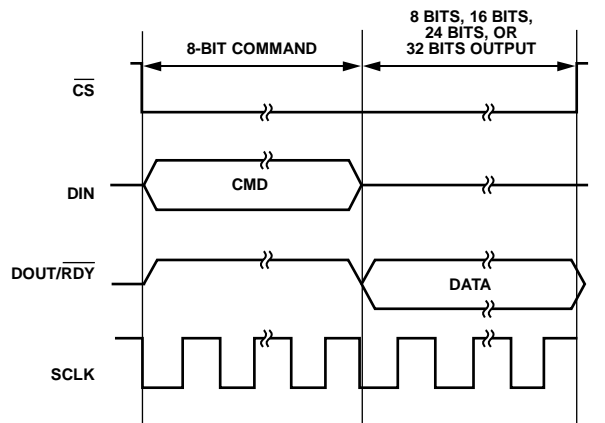 8-BIT COMMAND
8 BITS, 16 BITS,
24 BITS, OR
32 BITS OUTPUT
CS
DIN
CMD
DOUT/RDY
DATA
SCLK